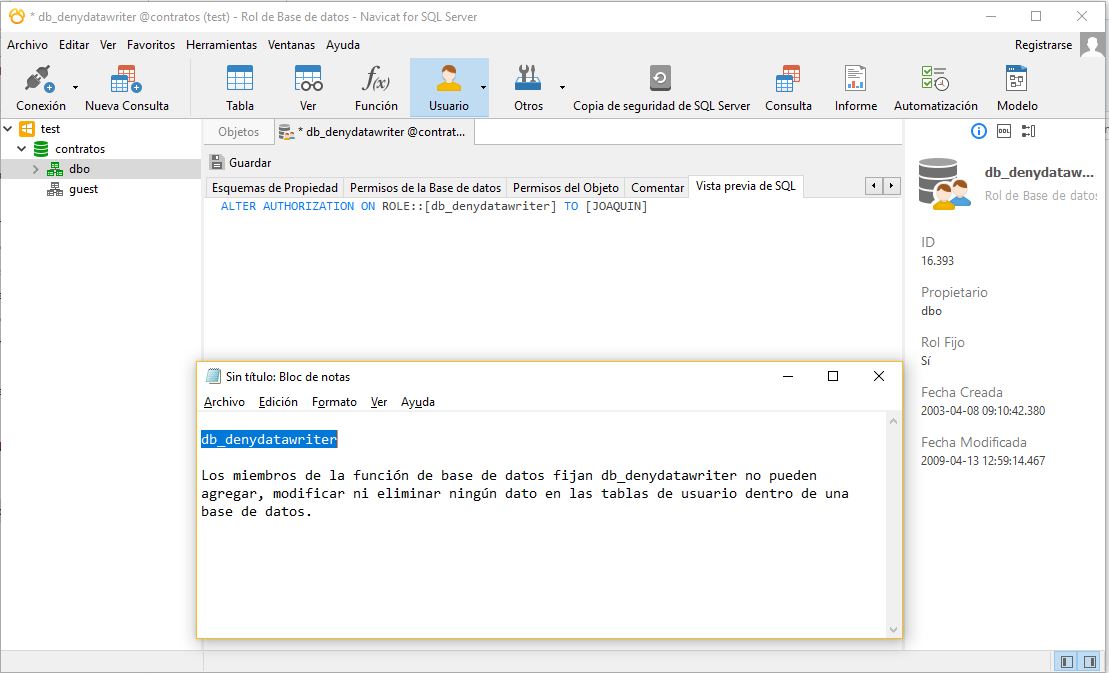 * db_denydatawriter @contratos (test) - Rol de Base de datos - Navicat for SQL Server
Archivo Editar Ver Favoritos Herramientas Ventanas Ayuda
Registrarse
Conexión Nueva Consulta Tabla Ver Función Usuario Otros Copia de seguridad de SQL Server Consulta Informe Automatización Modelo
f(x)
test
contratos
dbo
guest
Objetos * db_denydatawriter @contrat...
Guardar
Esquemas de Propiedad Permisos de la Base de datos Permisos del Objeto Comentar Vista previa de SQL
ALTER AUTHORIZATION ON ROLE::[db_denydatawriter] TO [JOAQUIN]
Sin título: Bloc de notas
Archivo Edición Formato Ver Ayuda
db_denydatawriter
Los miembros de la función de base de datos fijan db_denydatawriter no pueden
agregar, modificar ni eliminar ningún dato en las tablas de usuario dentro de una
base de datos.
DDL
db_denydataw...
Rol de Base de datos
ID
16.393
Propietario
dbo
Rol Fijo
Sí
Fecha Creada
2003-04-08 09:10:42.380
Fecha Modificada
2009-04-13 12:59:14.467